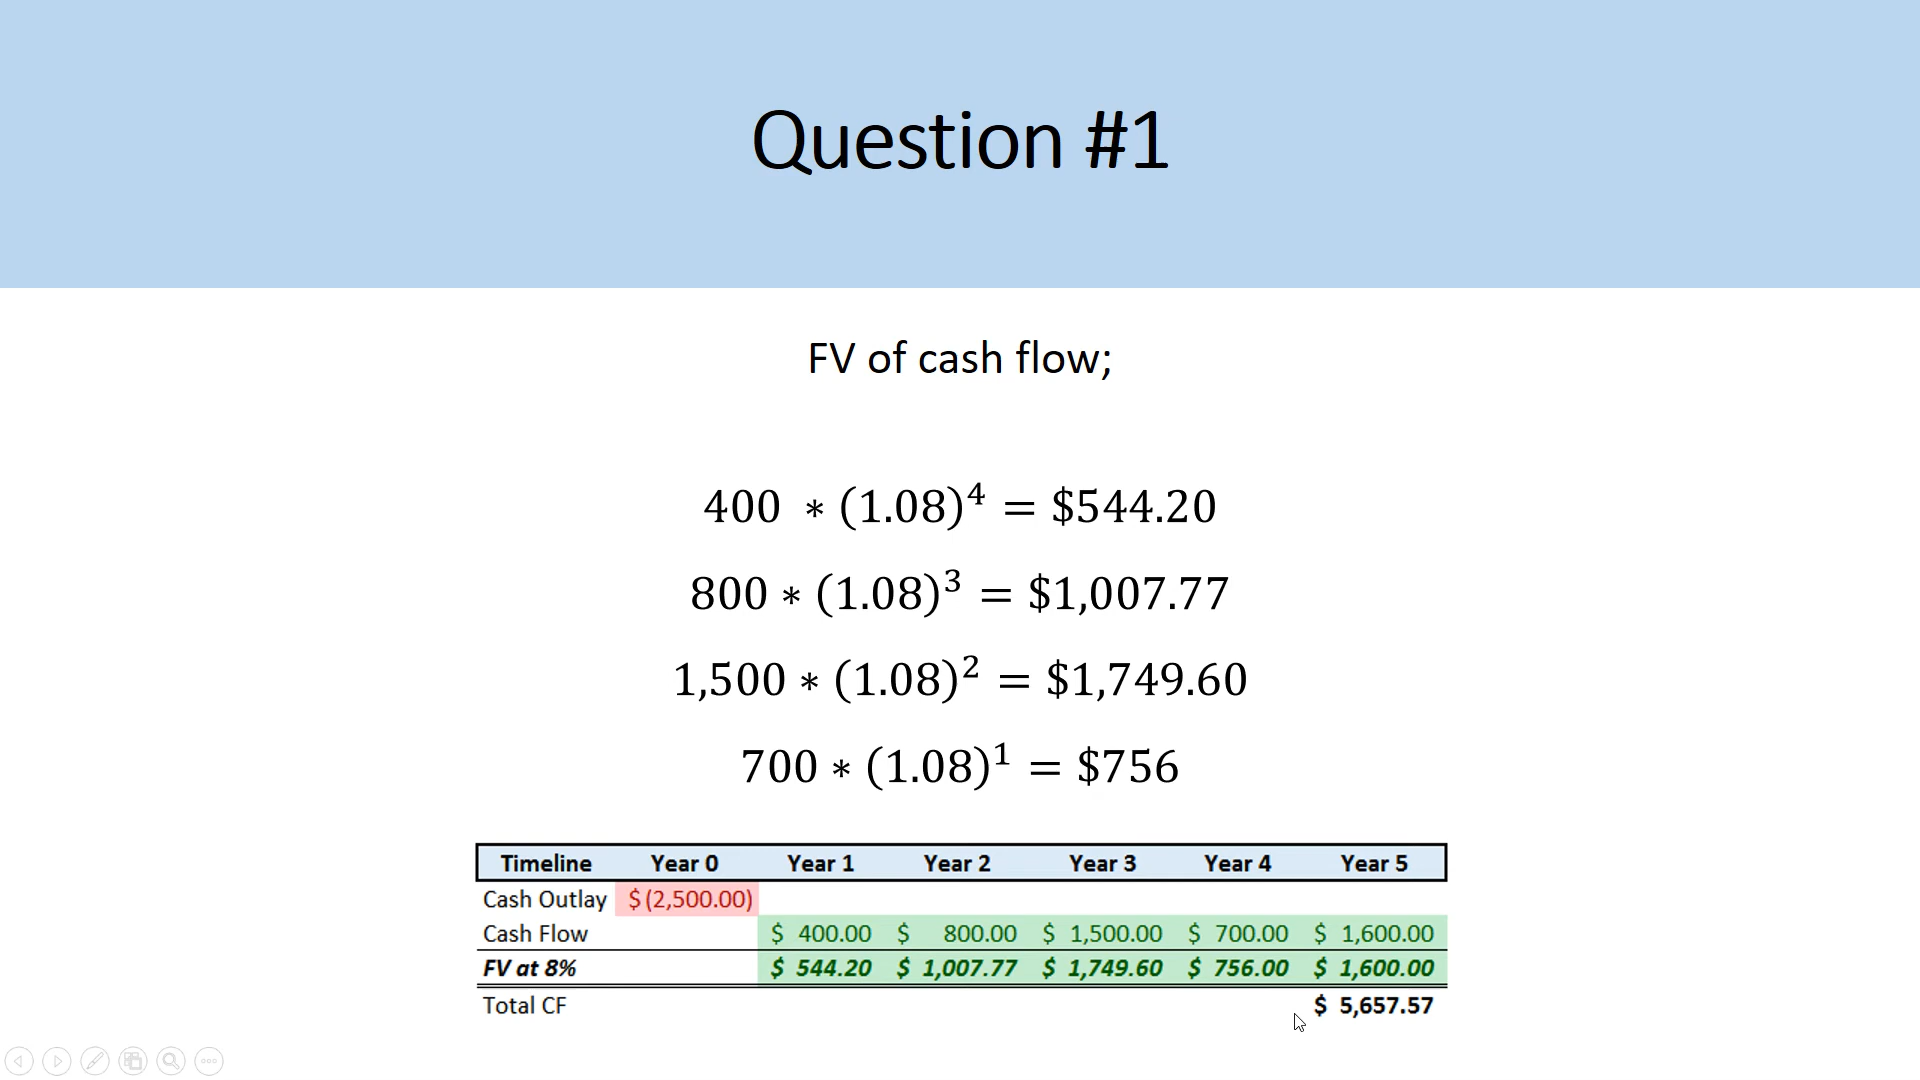 Question #1
FV of cash flow;
400 ∗ (1.08)⁴ = $544.20
800 ∗ (1.08)³ = $1,007.77
1,500 ∗ (1.08)² = $1,749.60
700 ∗ (1.08)¹ = $756
Timeline Year 0 Year 1 Year 2 Year 3 Year 4 Year 5
Cash Outlay $ (2,500.00)
Cash Flow $ 400.00 $ 800.00 $ 1,500.00 $ 700.00 $ 1,600.00
FV at 8% $ 544.20 $ 1,007.77 $ 1,749.60 $ 756.00 $ 1,600.00
Total CF $ 5,657.57